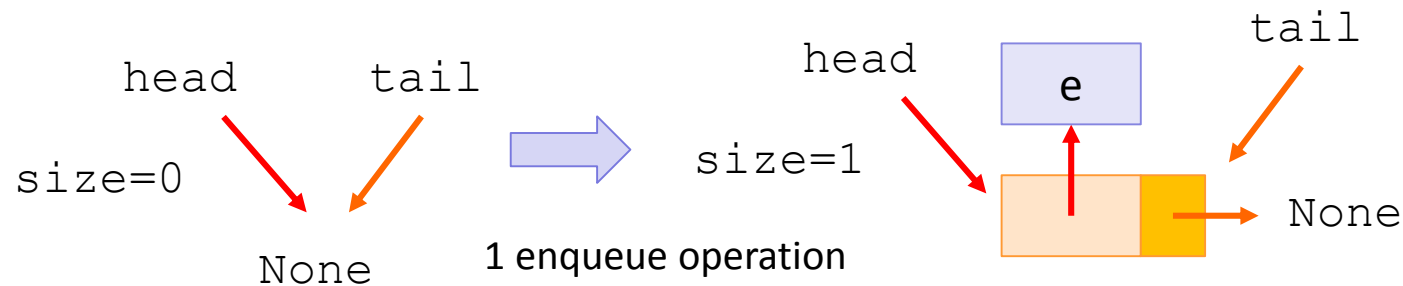 head tail
size=0
None
1 enqueue operation
head
tail
e
size=1
None